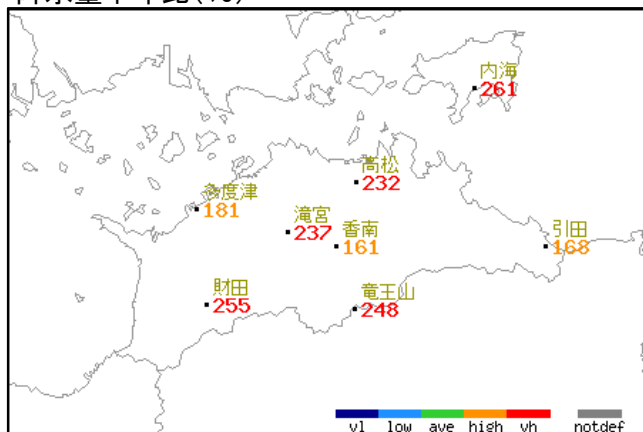 内海
261
高松
232
多度津
181
滝宮
237
香南
161
引田
168
財田
255
竜王山
248
vl low ave high vh notdef